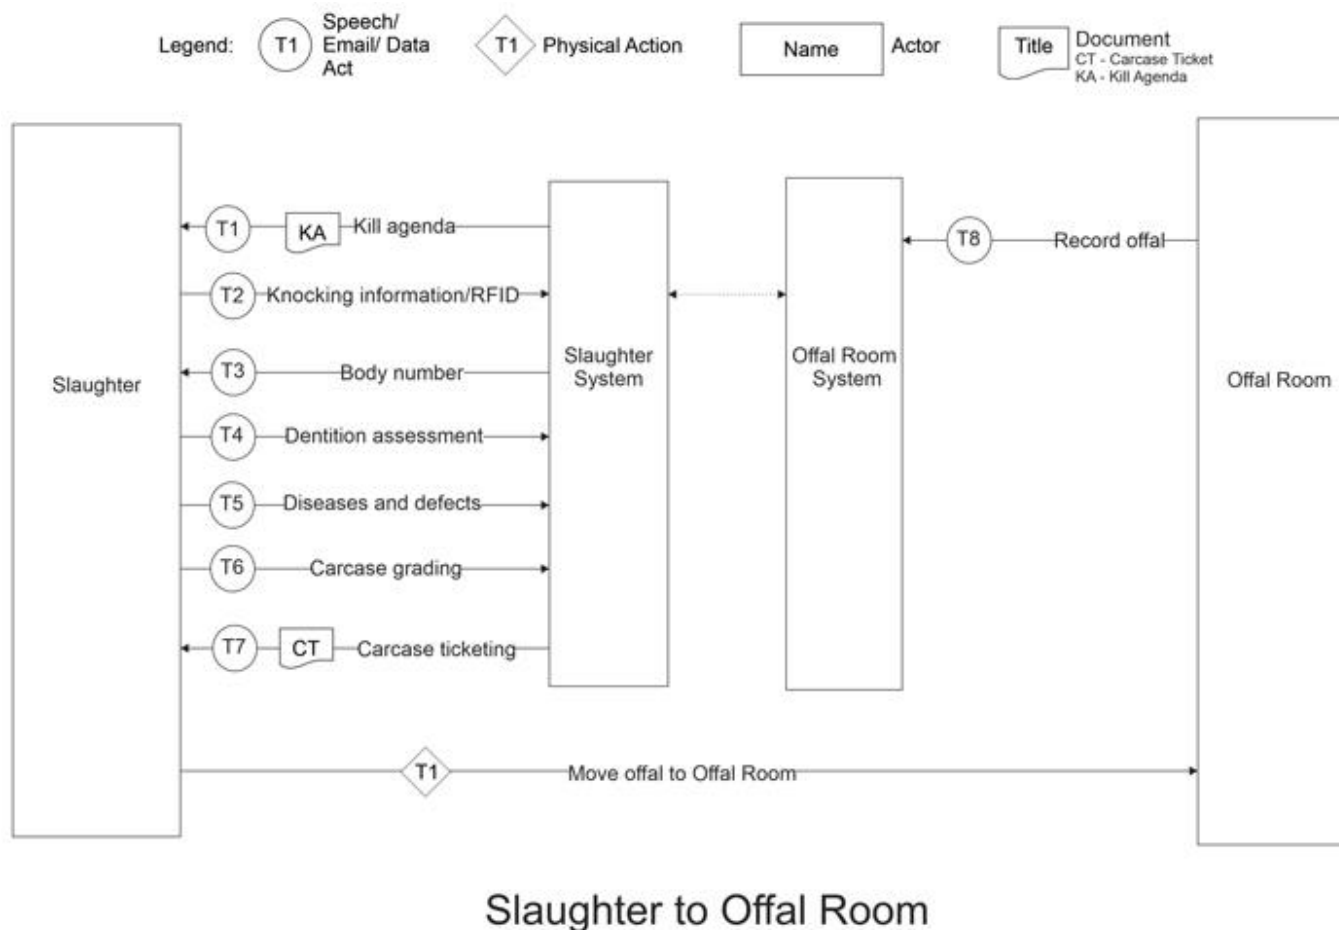 Legend:
T1
Speech/
Email/ Data
Act
T1
Physical Action
Name
Actor
Title
Document
CT - Carcase Ticket
KA - Kill Agenda
Slaughter
T1
KA
Kill agenda
T2
Knocking information/RFID
T3
Body number
T4
Dentition assessment
T5
Diseases and defects
T6
Carcase grading
T7
CT
Carcase ticketing
Slaughter
System
Offal Room
System
T8
Record offal
Offal Room
T1
Move offal to Offal Room
Slaughter to Offal Room